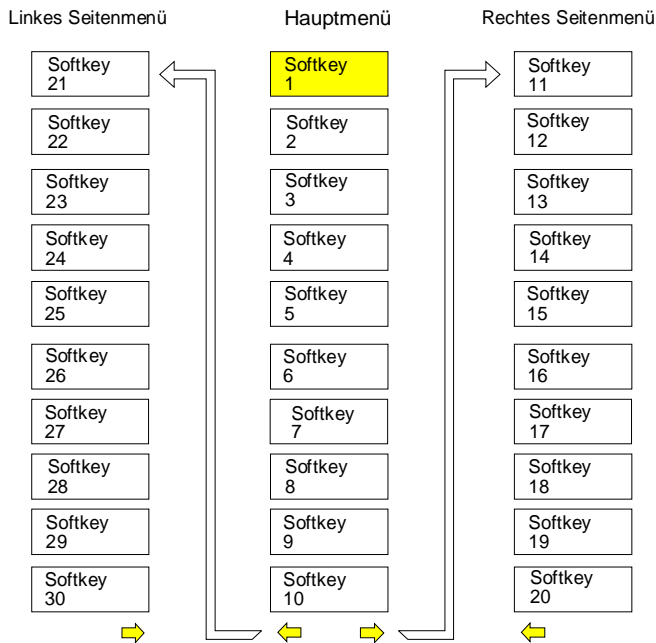 Linkes Seitenmenü
Softkey
21
Softkey
22
Softkey
23
Softkey
24
Softkey
25
Softkey
26
Softkey
27
Softkey
28
Softkey
29
Softkey
30
Hauptmenü
Softkey
1
Softkey
2
Softkey
3
Softkey
4
Softkey
5
Softkey
6
Softkey
7
Softkey
8
Softkey
9
Softkey
10
Rechtes Seitenmenü
Softkey
11
Softkey
12
Softkey
13
Softkey
14
Softkey
15
Softkey
16
Softkey
17
Softkey
18
Softkey
19
Softkey
20